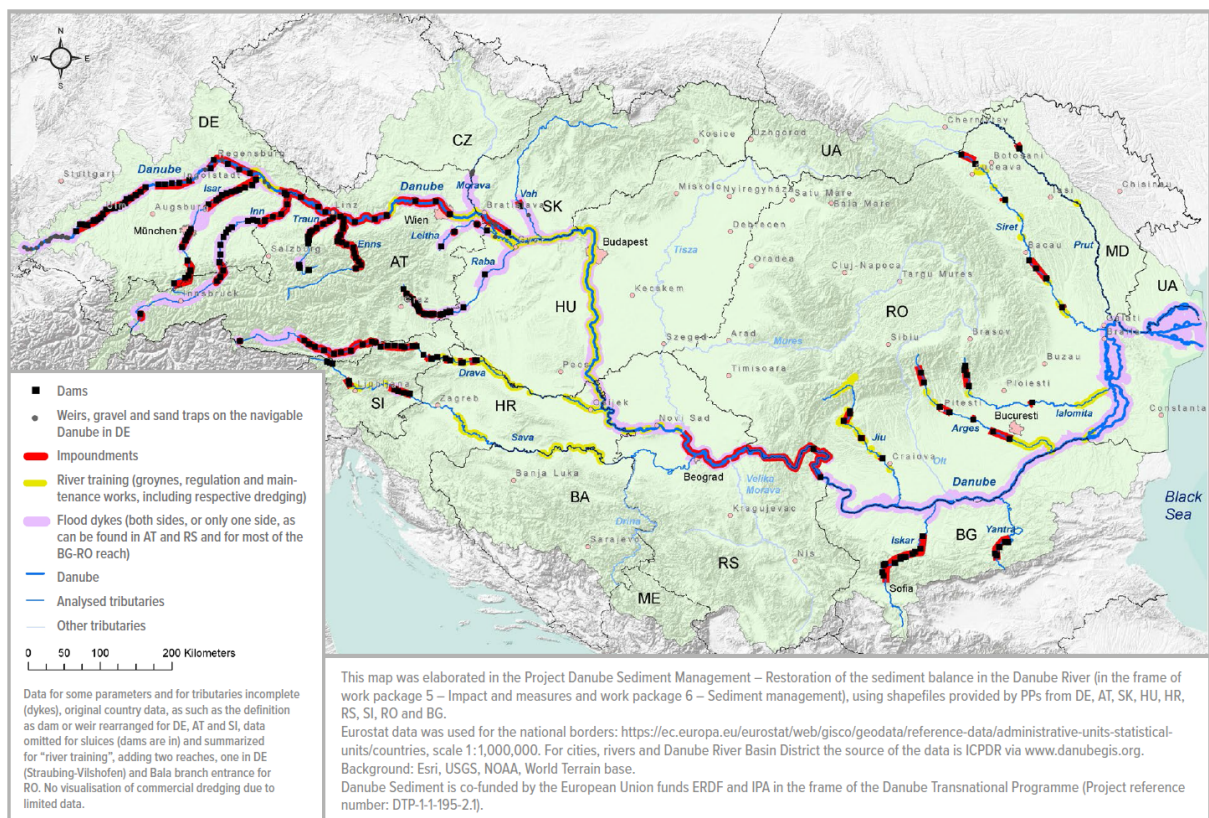 N
W
E
S
DE
CZ
UA
Kosice
Uzhgorod
Botosani
Chisinau
Regensburg
Stuttgart
Danube
Isar
Augsburg
München
Inn
Traun
Linz
Enns
Salzburg
Innsbruck
AT
Danube
Wien
Morava
Bratislava
Leitha
Raba
Vah
SK
Budapest
HU
Miskolc
Nyiregyháza
Satu Mare
Baia Mare
Debrecen
Tisza
Oradea
Cluj-Napoca
Targu Mures
Kecskem
Siret
Bacau
Iasi
Prut
MD
UA
RO
Szeged
Arad
Mures
Timisoara
Sibiu
Brasov
Galati
Braila
Buzau
Ploiesti
Pitesti
Bucuresti
Ialomita
Arges
Constanta
Drava
Pecs
Ljubljana
SI
Zagreb
HR
Osijek
Novi Sad
Sava
Banja Luka
BA
Beograd
Velika
Morava
Kragujevac
Drina
Sarajevo
RS
Nis
ME
Jiu
Craiova
Olt
Danube
Iskar
BG
Yantra
Sofia
Black
Sea
Dams
Weirs, gravel and sand traps on the navigable
Danube in DE
Impoundments
River training (groynes, regulation and main-
tenance works, including respective dredging)
Flood dykes (both sides, or only one side, as
can be found in AT and RS and for most of the
BG-RO reach)
Danube
Analysed tributaries
Other tributaries
0 50 100 200 Kilometers
Data for some parameters and for tributaries incomplete
(dykes), original country data, as such as the definition
as dam or weir rearranged for DE, AT and SI, data
omitted for sluices (dams are in) and summarized
for “river training”, adding two reaches, one in DE
(Straubing-Vilshofen) and Bala branch entrance for
RO. No visualisation of commercial dredging due to
limited data.
This map was elaborated in the Project Danube Sediment Management – Restoration of the sediment balance in the Danube River (in the frame of
work package 5 – Impact and measures and work package 6 – Sediment management), using shapefiles provided by PPs from DE, AT, SK, HU, HR,
RS, SI, RO and BG.
Eurostat data was used for the national borders: https://ec.europa.eu/eurostat/web/gisco/geodata/reference-data/administrative-units-statistical-
units/countries, scale 1:1,000,000. For cities, rivers and Danube River Basin District the source of the data is ICPDR via www.danubegis.org.
Background: Esri, USGS, NOAA, World Terrain base.
Danube Sediment is co-funded by the European Union funds ERDF and IPA in the frame of the Danube Transnational Programme (Project reference
number: DTP-1-1-195-2.1).